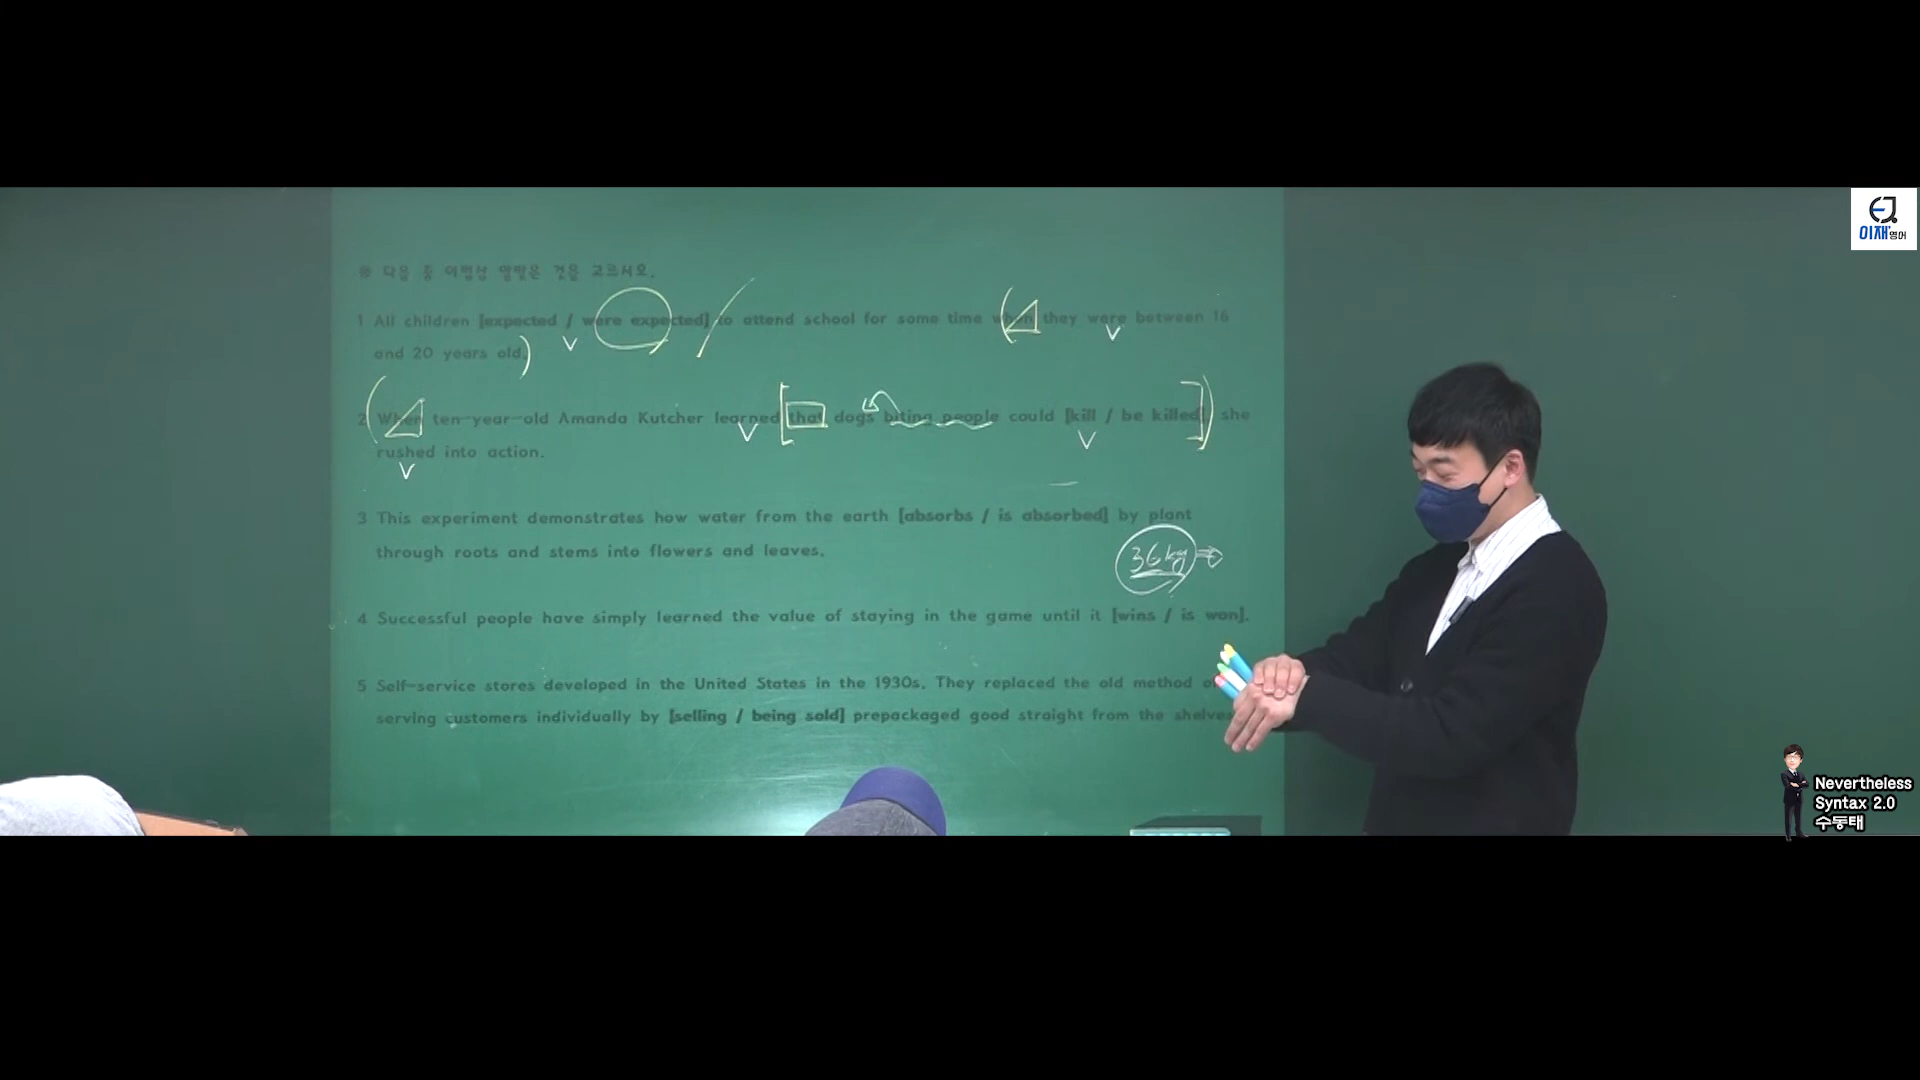 ※ 다음 중 어법상 알맞은 것을 고르시오.
1 All children [expected / were expected] to attend school for some time when they were between 16
and 20 years old.
2 When ten-year-old Amanda Kutcher learned that dogs biting people could [kill / be killed], she
rushed into action.
3 This experiment demonstrates how water from the earth [absorbs / is absorbed] by plant
through roots and stems into flowers and leaves.
36kg
4 Successful people have simply learned the value of staying in the game until it [wins / is won].
5 Self-service stores developed in the United States in the 1930s. They replaced the old method
serving customers individually by [selling / being sold] prepackaged good straight from the shelves
EJ
이재영어
Nevertheless
Syntax 2.0
수동태